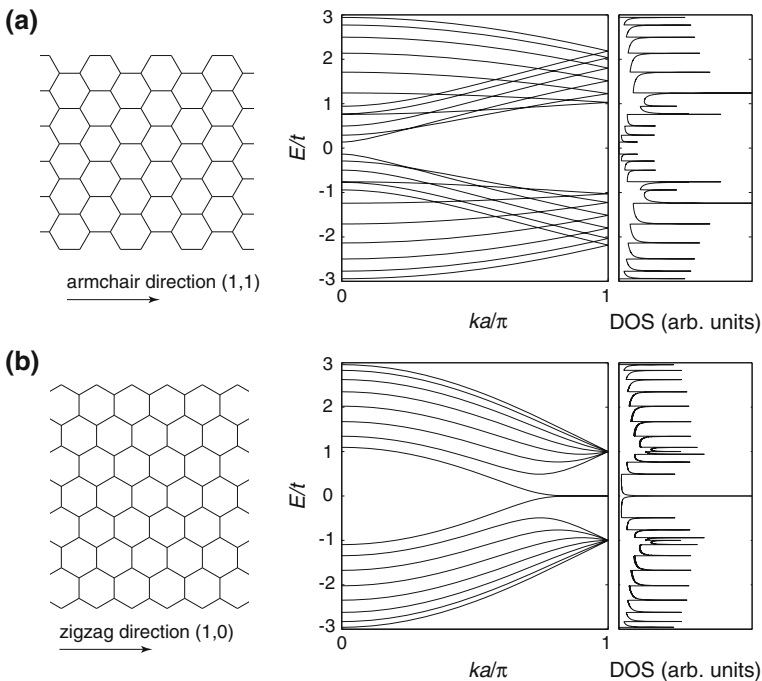 (a)
armchair direction (1,1)
E/t
3
2
1
0
-1
-2
-3
0
1
ka/π
DOS (arb. units)
(b)
zigzag direction (1,0)
E/t
3
2
1
0
-1
-2
-3
0
1
ka/π
DOS (arb. units)